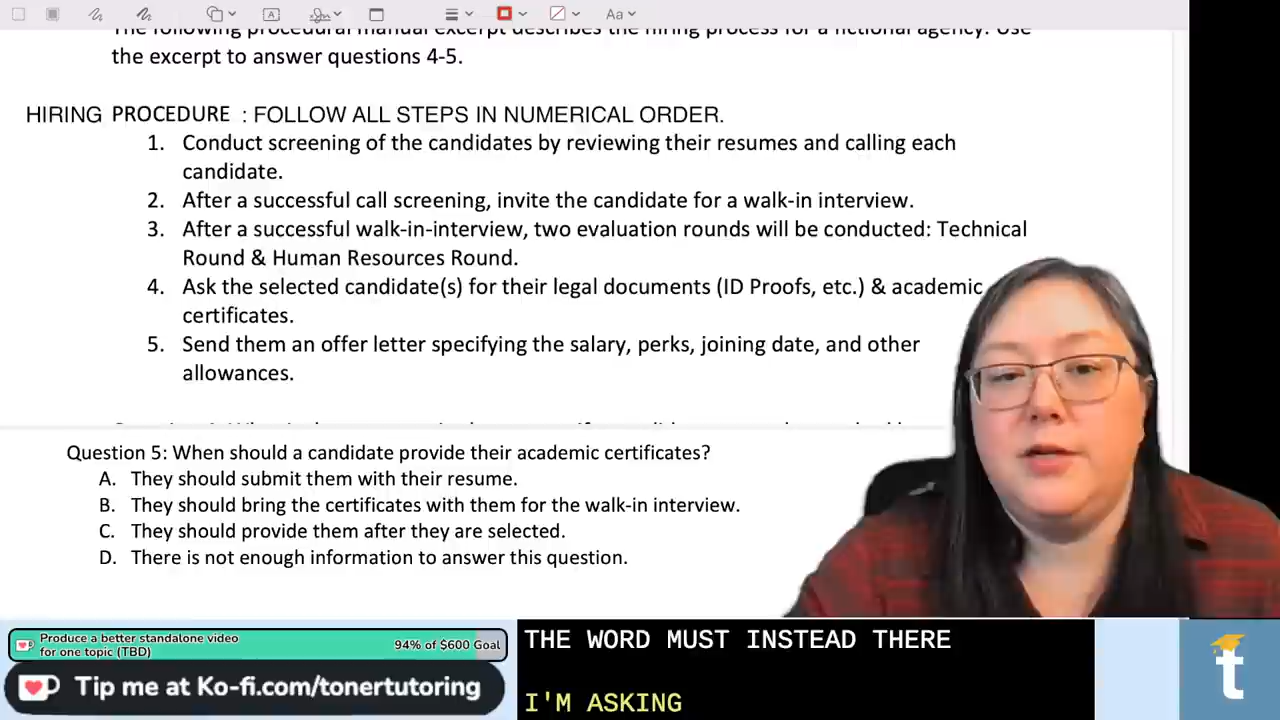 Aa
The following procedural manual excerpt describes the hiring process for a fictional agency. Use
the excerpt to answer questions 4-5.
HIRING PROCEDURE : FOLLOW ALL STEPS IN NUMERICAL ORDER.
1. Conduct screening of the candidates by reviewing their resumes and calling each
candidate.
2. After a successful call screening, invite the candidate for a walk-in interview.
3. After a successful walk-in-interview, two evaluation rounds will be conducted: Technical
Round & Human Resources Round.
4. Ask the selected candidate(s) for their legal documents (ID Proofs, etc.) & academic
certificates.
5. Send them an offer letter specifying the salary, perks, joining date, and other
allowances.
Question 5: When should a candidate provide their academic certificates?
A. They should submit them with their resume.
B. They should bring the certificates with them for the walk-in interview.
C. They should provide them after they are selected.
D. There is not enough information to answer this question.
Produce a better standalone video
for one topic (TBD)
94% of $600 Goal
Tip me at Ko-fi.com/tonertutoring
THE WORD MUST INSTEAD THERE
I'M ASKING
t